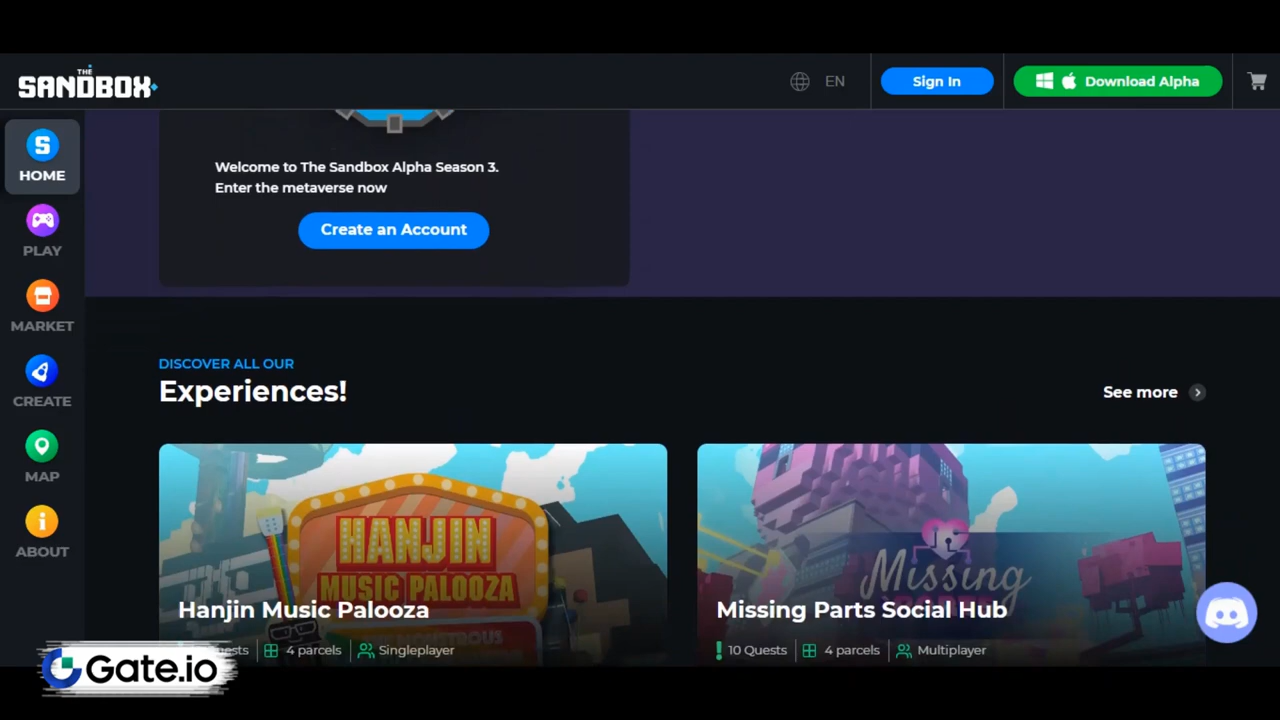 THE
SANDBOX
EN
Sign In
Download Alpha
S
HOME
PLAY
MARKET
CREATE
MAP
ABOUT
Welcome to The Sandbox Alpha Season 3.
Enter the metaverse now
Create an Account
DISCOVER ALL OUR
Experiences!
See more
HANJIN
MUSIC PALOOZA
Hanjin Music Palooza
4 parcels
Singleplayer
Missing
Missing Parts Social Hub
10 Quests
4 parcels
Multiplayer
Gate.io